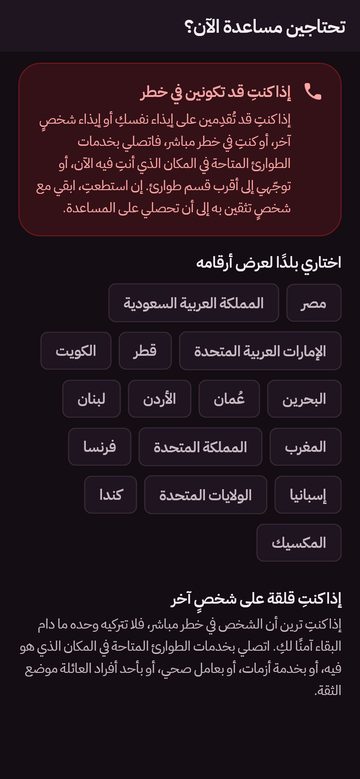 تحتاجين مساعدة الآن؟
إذا كنتِ قد تكونين في خطر
إذا كنتِ قد تُقدِمين على إيذاء نفسكِ أو إيذاء شخصٍ
آخر، أو كنتِ في خطر مباشر، فاتصلي بخدمات
الطوارئ المتاحة في المكان الذي أنتِ فيه الآن، أو
توجّهي إلى أقرب قسم طوارئ. إن استطعتِ، ابقي مع
شخصٍ تثقين به إلى أن تحصلي على المساعدة.
اختاري بلدًا لعرض أرقامه
مصر المملكة العربية السعودية
الإمارات العربية المتحدة قطر الكويت
البحرين عُمان الأردن لبنان
المغرب المملكة المتحدة فرنسا
إسبانيا الولايات المتحدة كندا
المكسيك
إذا كنتِ قلقة على شخصٍ آخر
إذا كنتِ ترين أن الشخص في خطر مباشر، فلا تتركيه وحده ما دام
البقاء آمنًا لكِ. اتصلي بخدمات الطوارئ المتاحة في المكان الذي هو
فيه، أو بخدمة أزمات، أو بعامل صحي، أو بأحد أفراد العائلة موضع
الثقة.